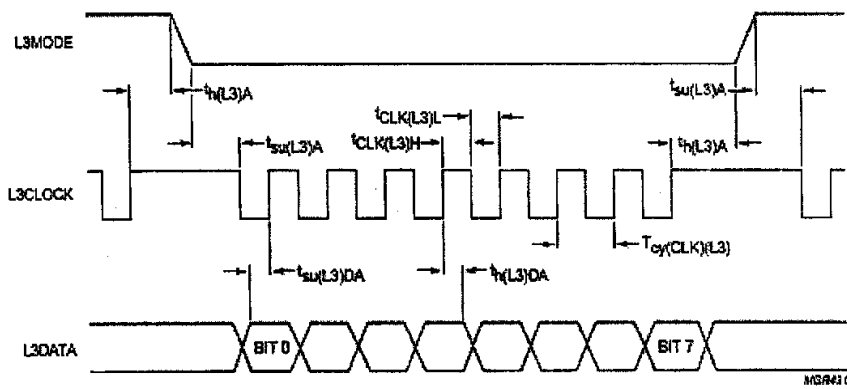 L3MODE
th(L3)A
tsu(L3)A
tCLK(L3)L
tsu(L3)A
tCLK(L3)H
th(L3)A
L3CLOCK
Tcy(CLK)(L3)
tsu(L3)DA
th(L3)DA
L3DATA
BIT 0
BIT 7